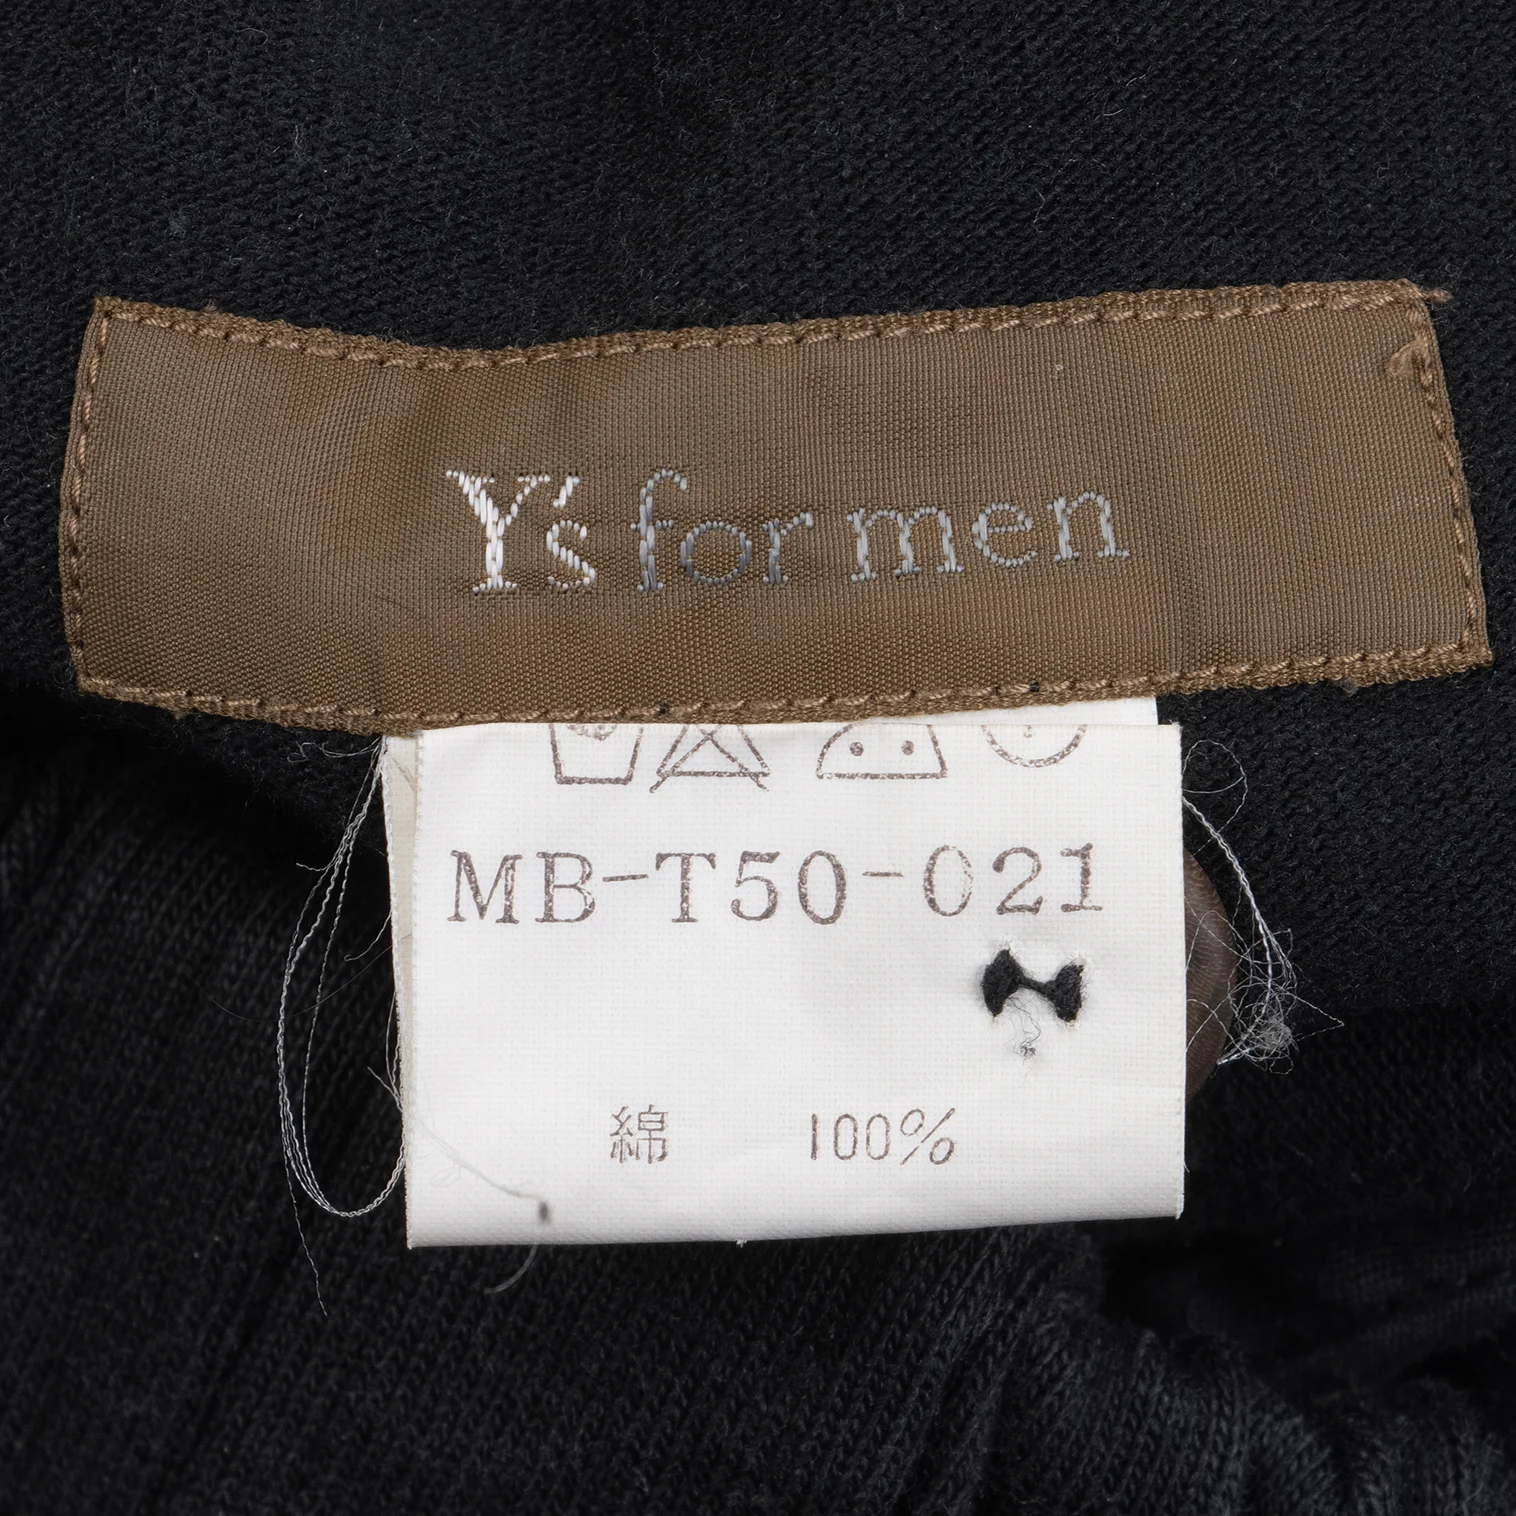 Y's for men
MB-T50-021
綿 100%